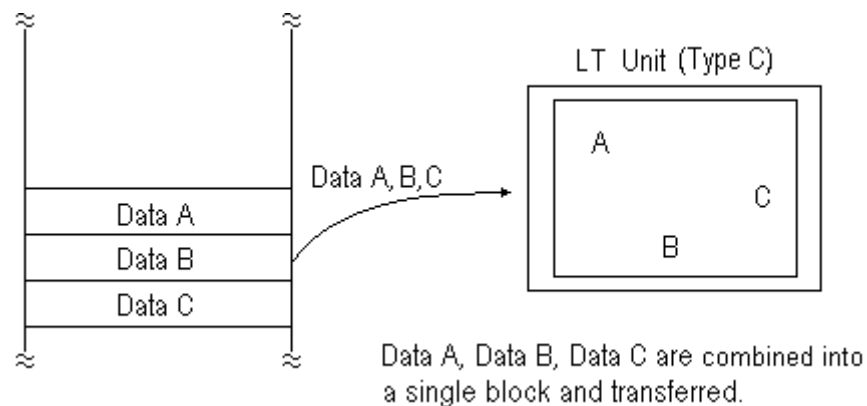 LT Unit (Type C)
A
Data A, B, C
C
Data A
Data B
B
Data C
Data A, Data B, Data C are combined into
a single block and transferred.